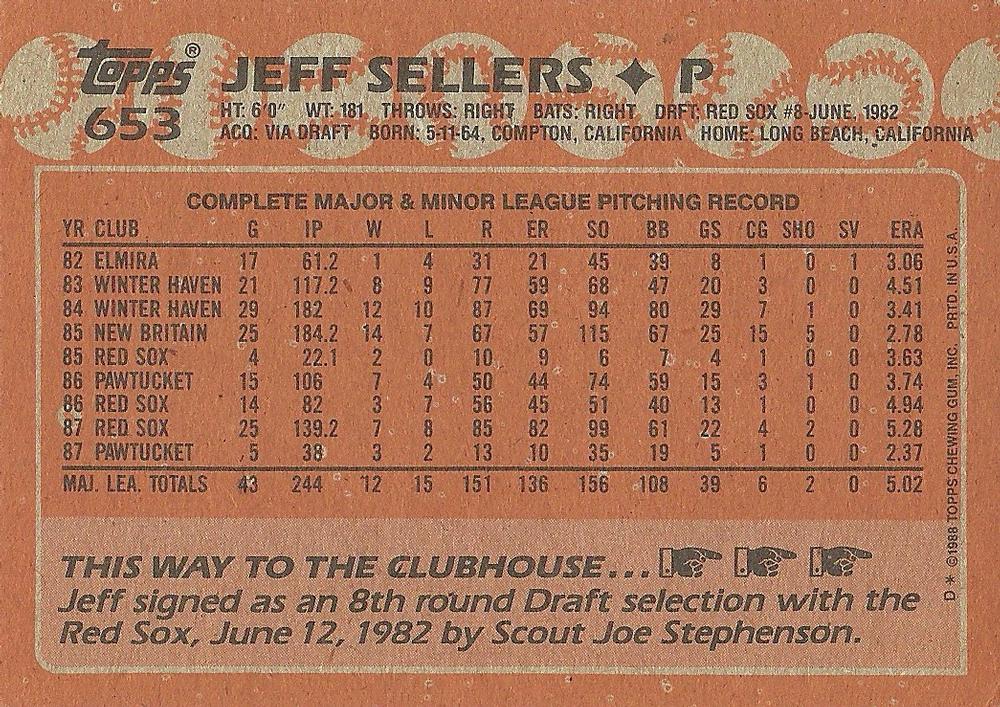 topps®
653
JEFF SELLERS ✦ P
HT: 6'0" WT: 181 THROWS: RIGHT BATS: RIGHT DRFT: RED SOX #8-JUNE, 1982
ACQ: VIA DRAFT BORN: 5-11-64, COMPTON, CALIFORNIA HOME: LONG BEACH, CALIFORNIA
COMPLETE MAJOR & MINOR LEAGUE PITCHING RECORD
YR CLUB G IP W L R ER SO BB GS CG SHO SV ERA
82 ELMIRA 17 61.2 1 4 31 21 45 39 8 1 0 1 3.06
83 WINTER HAVEN 21 117.2 8 9 77 59 68 47 20 3 0 0 4.51
84 WINTER HAVEN 29 182 12 10 87 69 94 80 29 7 1 0 3.41
85 NEW BRITAIN 25 184.2 14 7 67 57 115 67 25 15 5 0 2.78
85 RED SOX 4 22.1 2 0 10 9 6 7 4 1 0 0 3.63
86 PAWTUCKET 15 106 7 4 50 44 74 59 15 3 1 0 3.74
86 RED SOX 14 82 3 7 56 45 51 40 13 1 0 0 4.94
87 RED SOX 25 139.2 7 8 85 82 99 61 22 4 2 0 5.28
87 PAWTUCKET 5 38 3 2 13 10 35 19 5 1 0 0 2.37
MAJ. LEA. TOTALS 43 244 12 15 151 136 156 108 39 6 2 0 5.02
THIS WAY TO THE CLUBHOUSE...
Jeff signed as an 8th round Draft selection with the
Red Sox, June 12, 1982 by Scout Joe Stephenson.
D* ©1988 TOPPS CHEWING GUM, INC. PRTD. IN U.S.A.